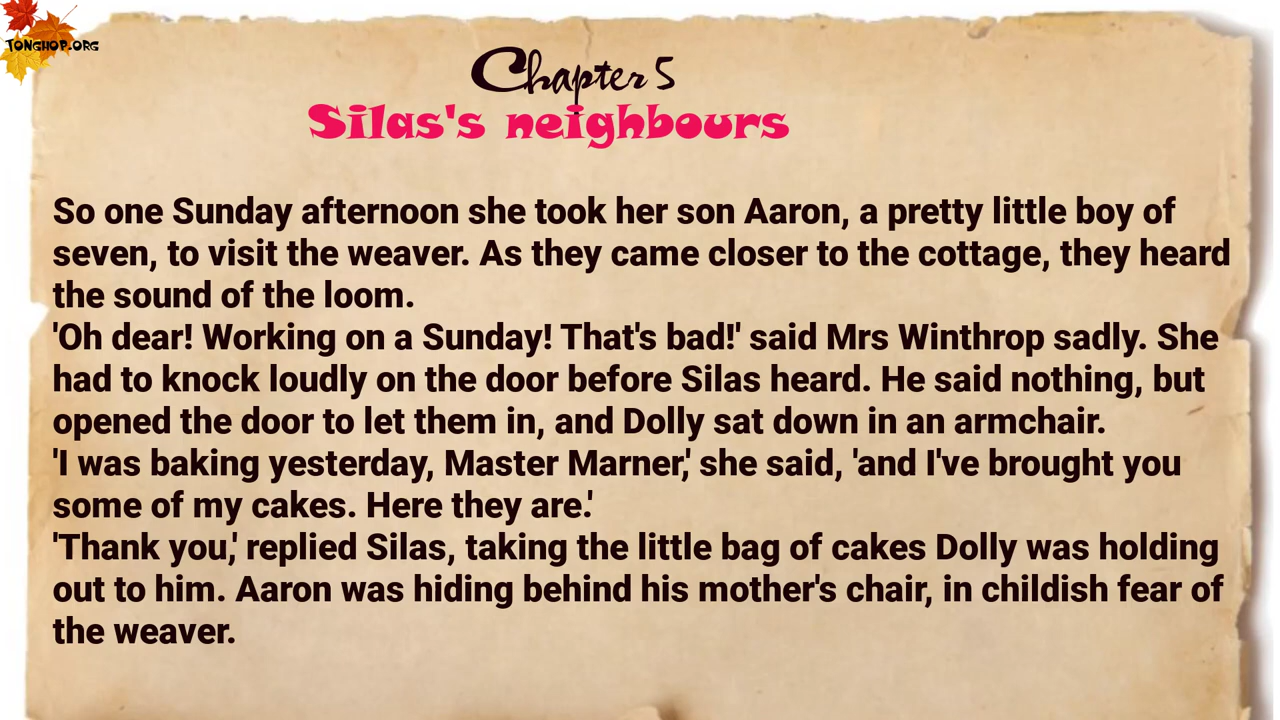 TONGHOP.ORG
Chapter 5
Silas's neighbours
So one Sunday afternoon she took her son Aaron, a pretty little boy of
seven, to visit the weaver. As they came closer to the cottage, they heard
the sound of the loom.
'Oh dear! Working on a Sunday! That's bad!' said Mrs Winthrop sadly. She
had to knock loudly on the door before Silas heard. He said nothing, but
opened the door to let them in, and Dolly sat down in an armchair.
'I was baking yesterday, Master Marner,' she said, 'and I've brought you
some of my cakes. Here they are.'
'Thank you,' replied Silas, taking the little bag of cakes Dolly was holding
out to him. Aaron was hiding behind his mother's chair, in childish fear of
the weaver.